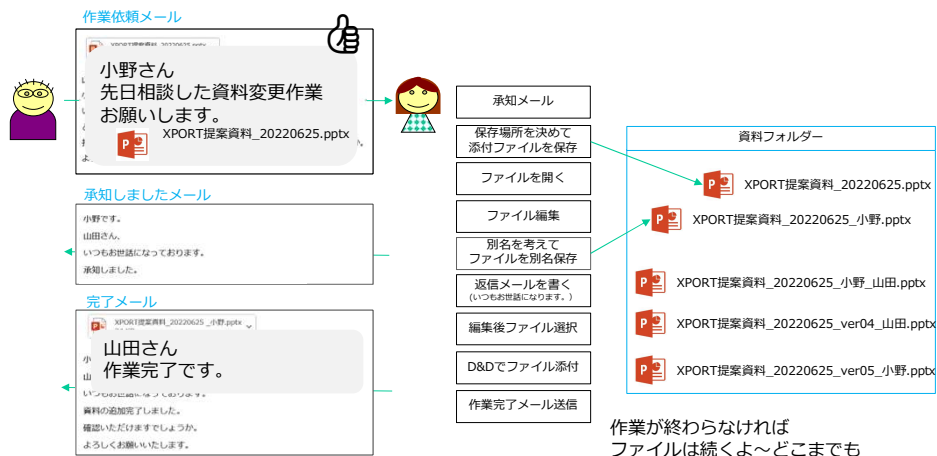 作業依頼メール
XPORT提案資料_20220625.pptx
小野さん
先日相談した資料変更作業
お願いします。
XPORT提案資料_20220625.pptx
か。
よ
承知しましたメール
小野です。
山田さん、
いつもお世話になっております。
承知しました。
完了メール
XPORT提案資料_20220625 _小野.pptx
小
山田さん
作業完了です。
山
いつもお世話になっております。
資料の追加完了しました。
確認いただけますでしょうか。
よろしくお願いいたします。
承知メール
保存場所を決めて
添付ファイルを保存
ファイルを開く
ファイル編集
別名を考えて
ファイルを別名保存
返信メールを書く
(いつもお世話になります。)
編集後ファイル選択
D&Dでファイル添付
作業完了メール送信
資料フォルダー
XPORT提案資料_20220625.pptx
XPORT提案資料_20220625_小野.pptx
XPORT提案資料_20220625_小野_山田.pptx
XPORT提案資料_20220625_ver04_山田.pptx
XPORT提案資料_20220625_ver05_小野.pptx
作業が終わらなければ
ファイルは続くよ～どこまでも